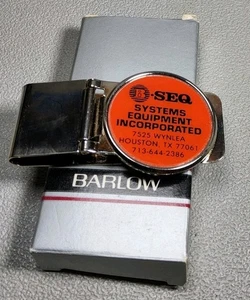 B-SEQ
SYSTEMS
EQUIPMENT
INCORPORATED
7525 WYNLEA
HOUSTON, TX 77061
713-644-2386
BARLOW